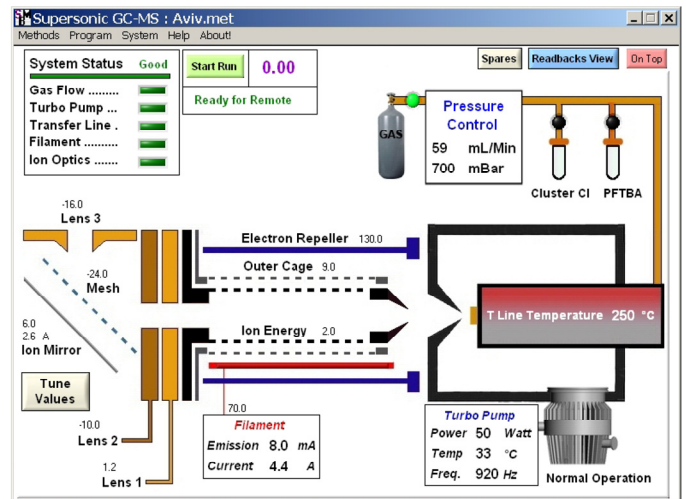 Supersonic GC-MS : Aviv.met
Methods Program System Help About!
System Status Good
Gas Flow .........
Turbo Pump ...
Transfer Line .
Filament ..........
Ion Optics .......
Start Run 0.00
Ready for Remote
Spares Readbacks View On Top
GAS
Pressure
Control
59 mL/Min
700 mBar
Cluster CI PFTBA
-16.0
Lens 3
-24.0
Mesh
6.0
2.6 A
Ion Mirror
Tune
Values
-10.0
Lens 2
1.2
Lens 1
Electron Repeller 130.0
Outer Cage 9.0
Ion Energy 2.0
T Line Temperature 250 °C
70.0
Filament
Emission 8.0 mA
Current 4.4 A
Turbo Pump
Power 50 Watt
Temp 33 °C
Freq. 920 Hz
Normal Operation